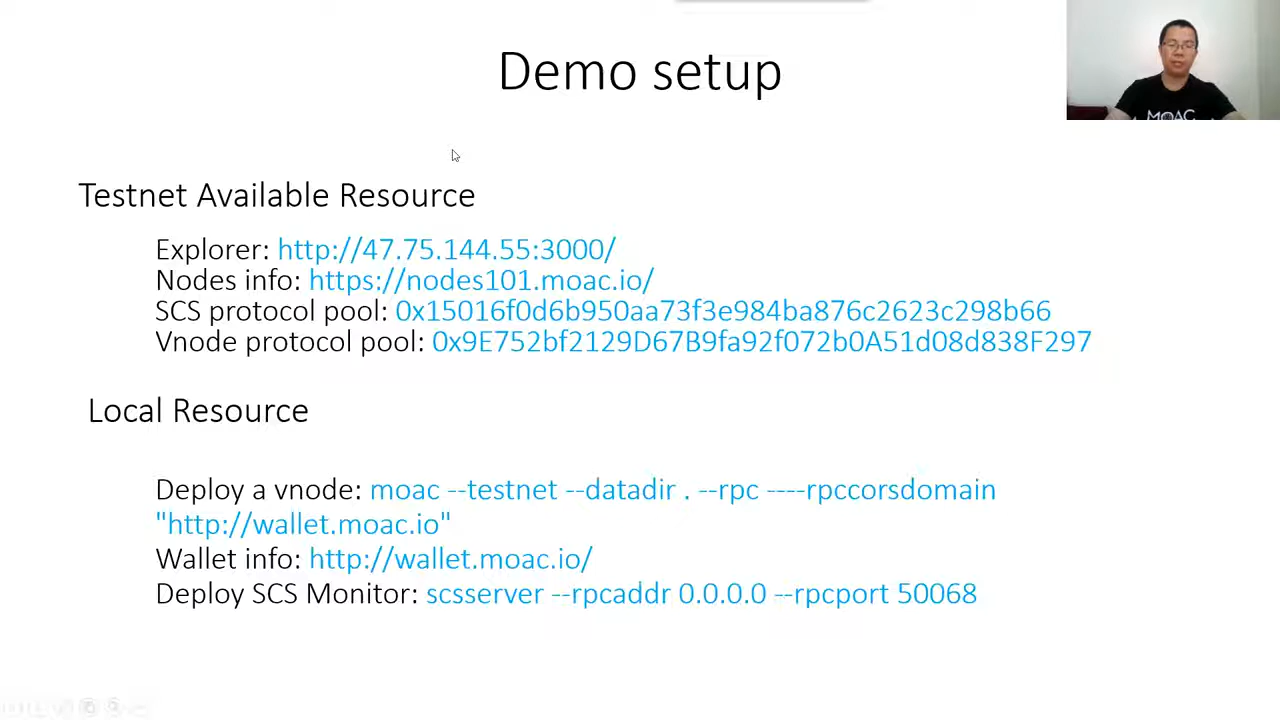 Demo setup
MOAC
Testnet Available Resource
Explorer: http://47.75.144.55:3000/
Nodes info: https://nodes101.moac.io/
SCS protocol pool: 0x15016f0d6b950aa73f3e984ba876c2623c298b66
Vnode protocol pool: 0x9E752bf2129D67B9fa92f072b0A51d08d838F297
Local Resource
Deploy a vnode: moac --testnet --datadir . --rpc ----rpccorsdomain
"http://wallet.moac.io"
Wallet info: http://wallet.moac.io/
Deploy SCS Monitor: scsserver --rpcaddr 0.0.0.0 --rpcport 50068